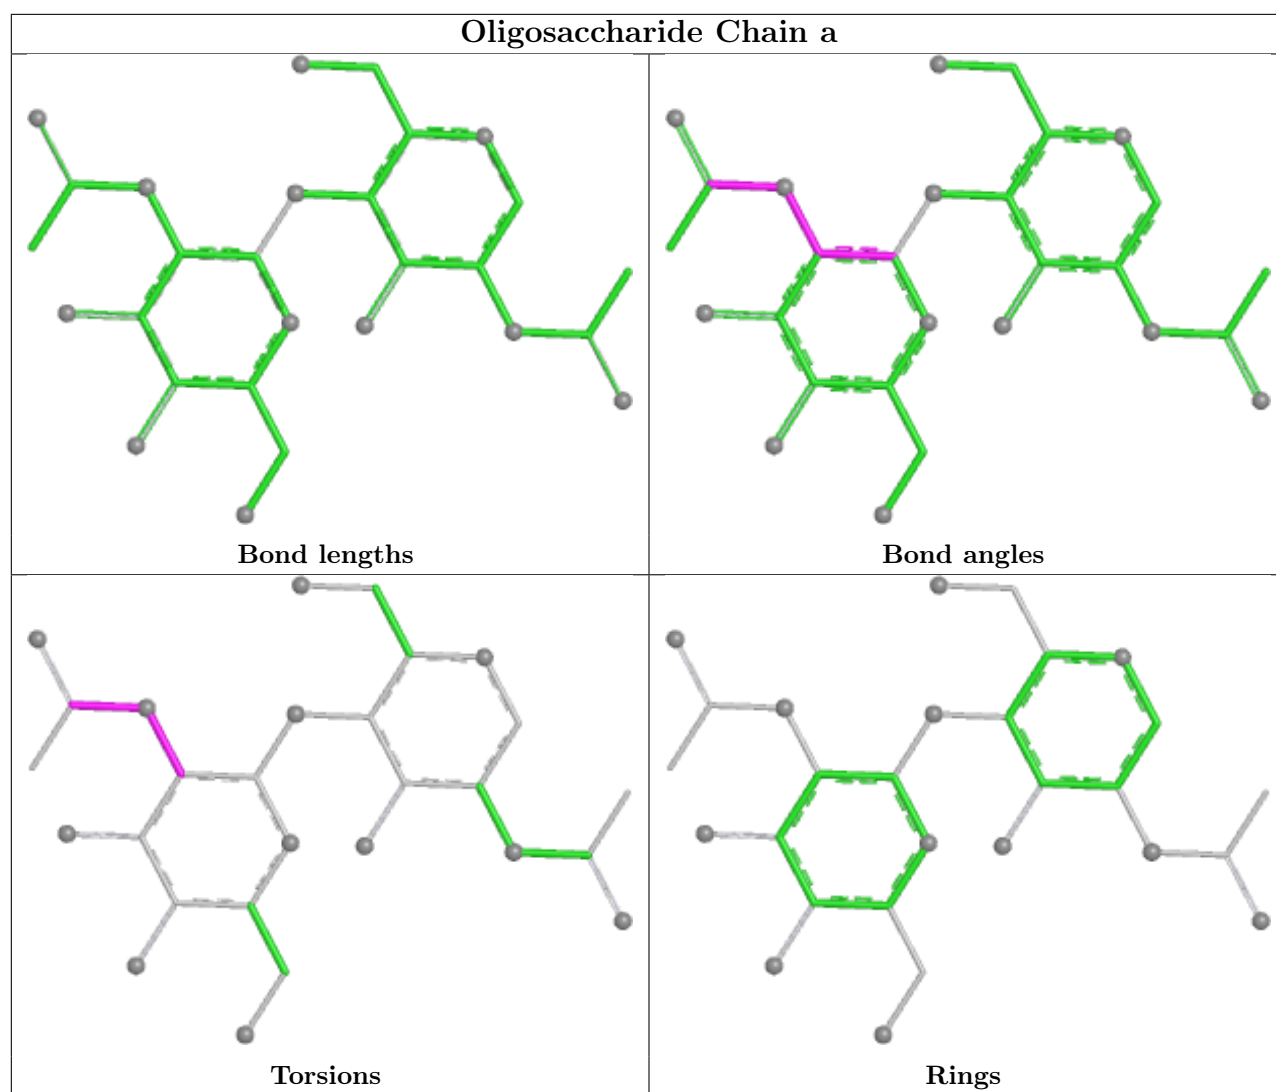 Oligosaccharide Chain a
Bond lengths
Bond angles
Torsions
Rings